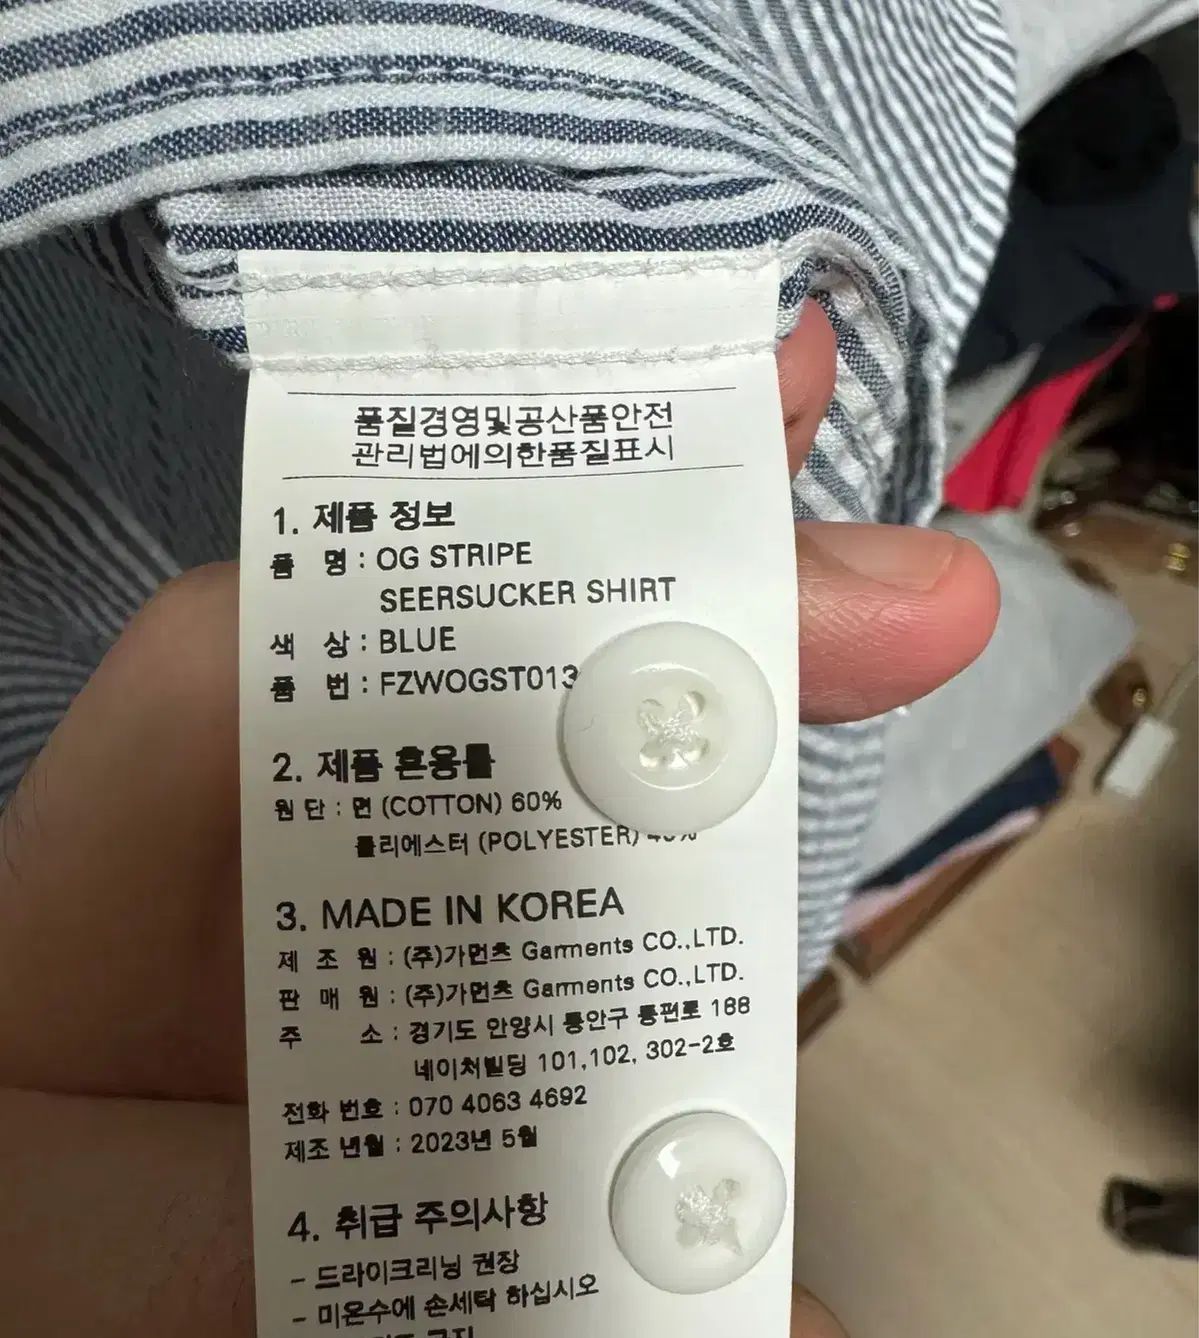 품질경영및공산품안전
관리법에의한품질표시
1. 제품 정보
품 명 : OG STRIPE
SEERSUCKER SHIRT
색 상 : BLUE
품 번 : FZWOGST013
2. 제품 혼용률
원 단 : 면 (COTTON) 60%
폴리에스터 (POLYESTER)
3. MADE IN KOREA
제 조 원 : (주)가먼츠 Garments CO.,LTD.
판 매 원 : (주)가먼츠 Garments CO.,LTD.
주 소 : 경기도 안양시 동안구 동편로 188
네이처빌딩 101,102, 302-2호
전화 번호 : 070 4063 4692
제조 년월 : 2023년 5월
4. 취급 주의사항
- 드라이크리닝 권장
- 미온수에 손세탁 하십시오